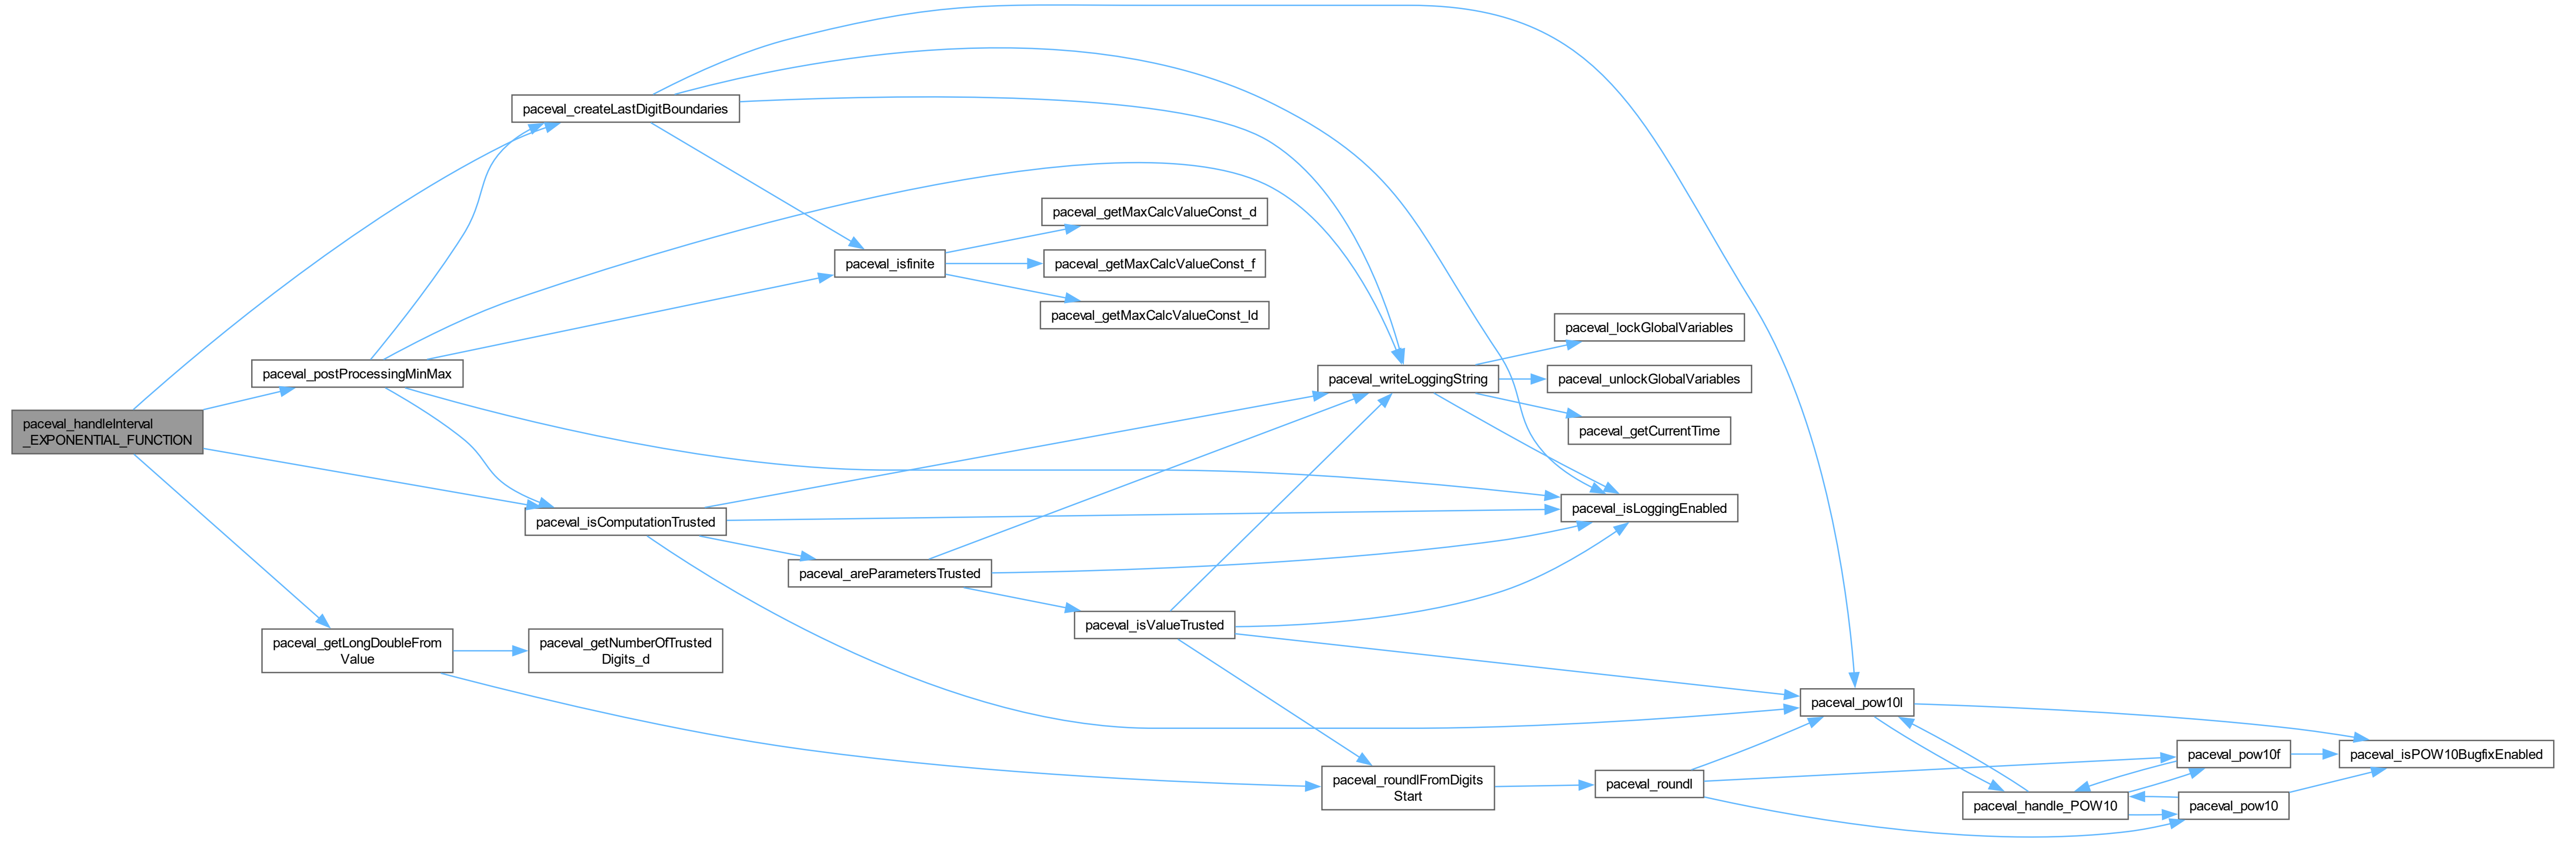 paceval_createLastDigitBoundaries
paceval_getMaxCalcValueConst_d
paceval_isfinite
paceval_getMaxCalcValueConst_f
paceval_getMaxCalcValueConst_ld
paceval_lockGlobalVariables
paceval_postProcessingMinMax
paceval_writeLoggingString
paceval_unlockGlobalVariables
paceval_handleInterval
_EXPONENTIAL_FUNCTION
paceval_getCurrentTime
paceval_isComputationTrusted
paceval_isLoggingEnabled
paceval_areParametersTrusted
paceval_isValueTrusted
paceval_getLongDoubleFrom
Value
paceval_getNumberOfTrusted
Digits_d
paceval_pow10l
paceval_pow10f
paceval_isPOW10BugfixEnabled
paceval_roundlFromDigits
Start
paceval_roundl
paceval_handle_POW10
paceval_pow10